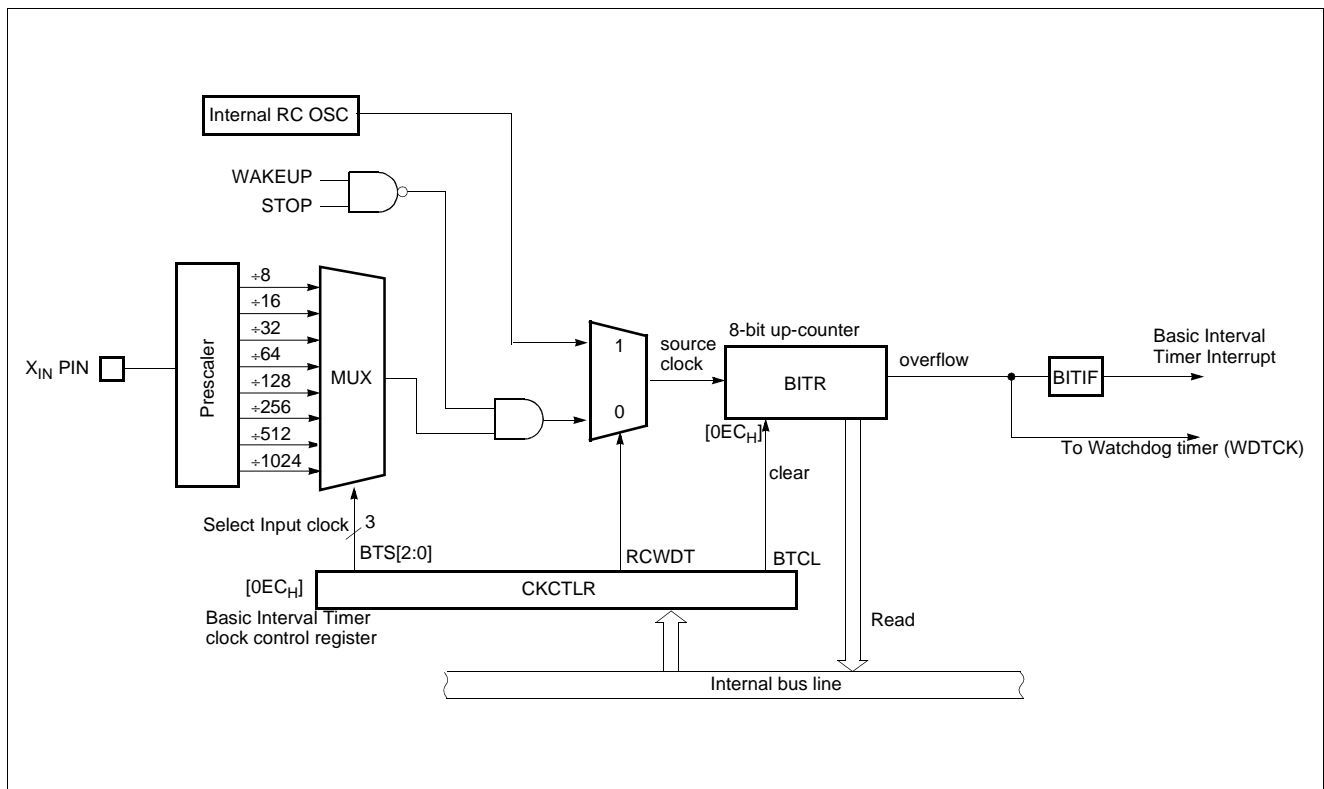 Internal RC OSC
WAKEUP
STOP
÷8
÷16
÷32
÷64
÷128
÷256
÷512
÷1024
XIN PIN
Prescaler
MUX
1
0
source
clock
8-bit up-counter
BITR
[0ECH]
overflow
BITIF
Basic Interval
Timer Interrupt
To Watchdog timer (WDTCK)
clear
Select Input clock
3
BTS[2:0]
RCWDT
BTCL
[0ECH]
CKCTLR
Basic Interval Timer
clock control register
Read
Internal bus line